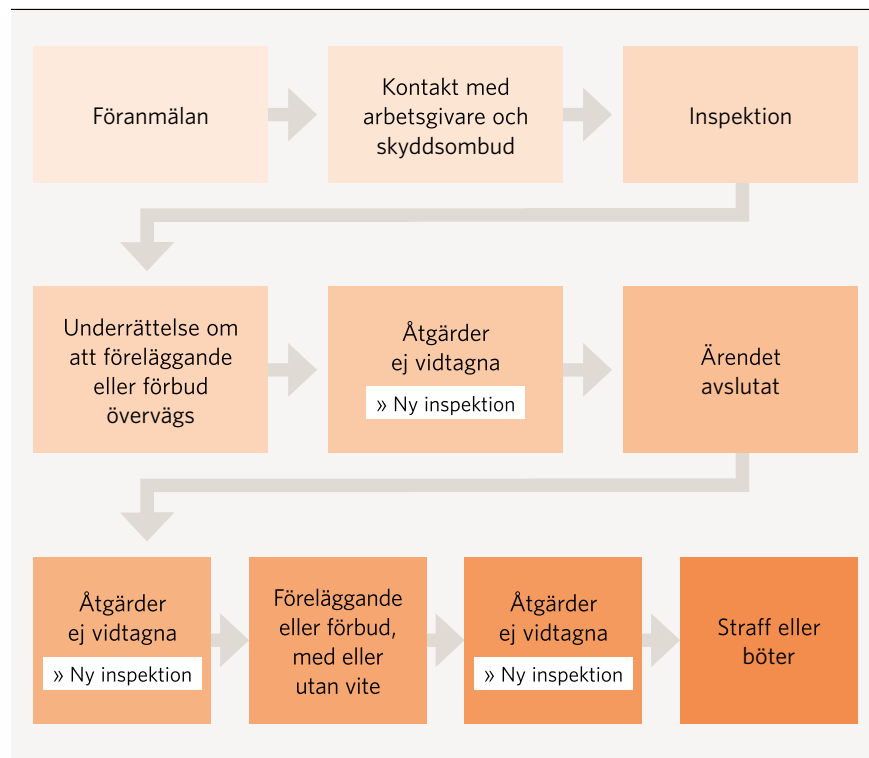 Föranmälan
Kontakt med
arbetsgivare och
skyddsombud
Inspektion
Underrättelse om
att föreläggande
eller förbud
övervägs
Åtgärder
ej vidtagna
» Ny inspektion
Ärendet
avslutat
Åtgärder
ej vidtagna
» Ny inspektion
Föreläggande
eller förbud,
med eller
utan vite
Åtgärder
ej vidtagna
» Ny inspektion
Straff eller
böter